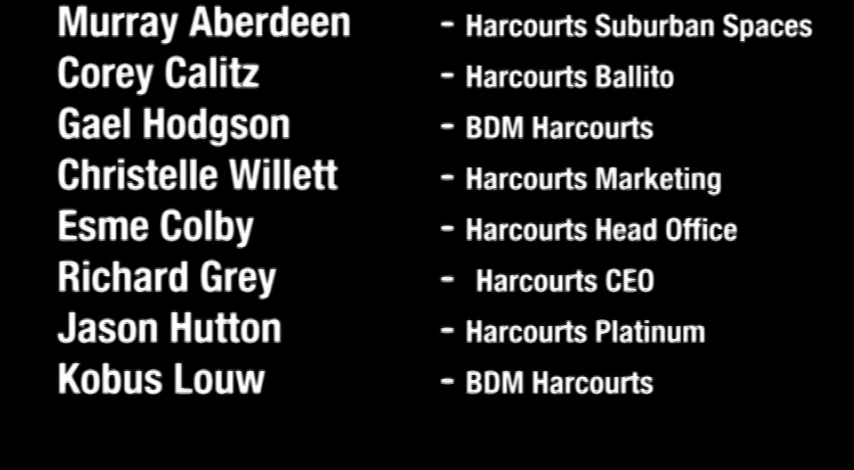 Murray Aberdeen - Harcourts Suburban Spaces
Corey Calitz - Harcourts Ballito
Gael Hodgson - BDM Harcourts
Christelle Willett - Harcourts Marketing
Esme Colby - Harcourts Head Office
Richard Grey - Harcourts CEO
Jason Hutton - Harcourts Platinum
Kobus Louw - BDM Harcourts